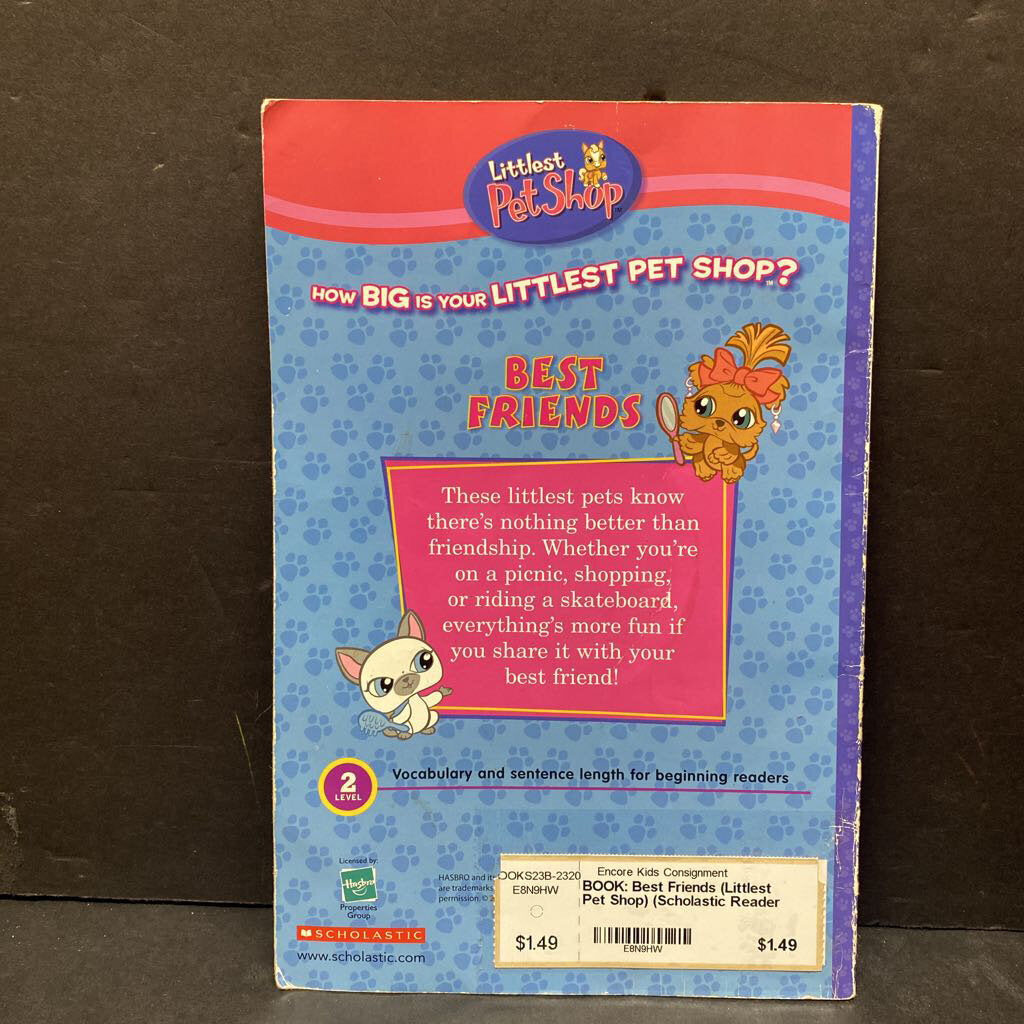 Littlest
Pet Shop™
HOW BIG IS YOUR LITTLEST PET SHOP™?
BEST
FRIENDS
These littlest pets know
there's nothing better than
friendship. Whether you're
on a picnic, shopping,
or riding a skateboard,
everything's more fun if
you share it with your
best friend!
2
LEVEL
Vocabulary and sentence length for beginning readers
Licensed by:
Hasbro
Properties
Group
HASBRO and its
are trademarks
permission. © 2
SCHOLASTIC
www.scholastic.com
OOKS23B-2320
E8N9HW
$1.49
Encore Kids Consignment
BOOK: Best Friends (Littlest
Pet Shop) (Scholastic Reader
E8N9HW
$1.49